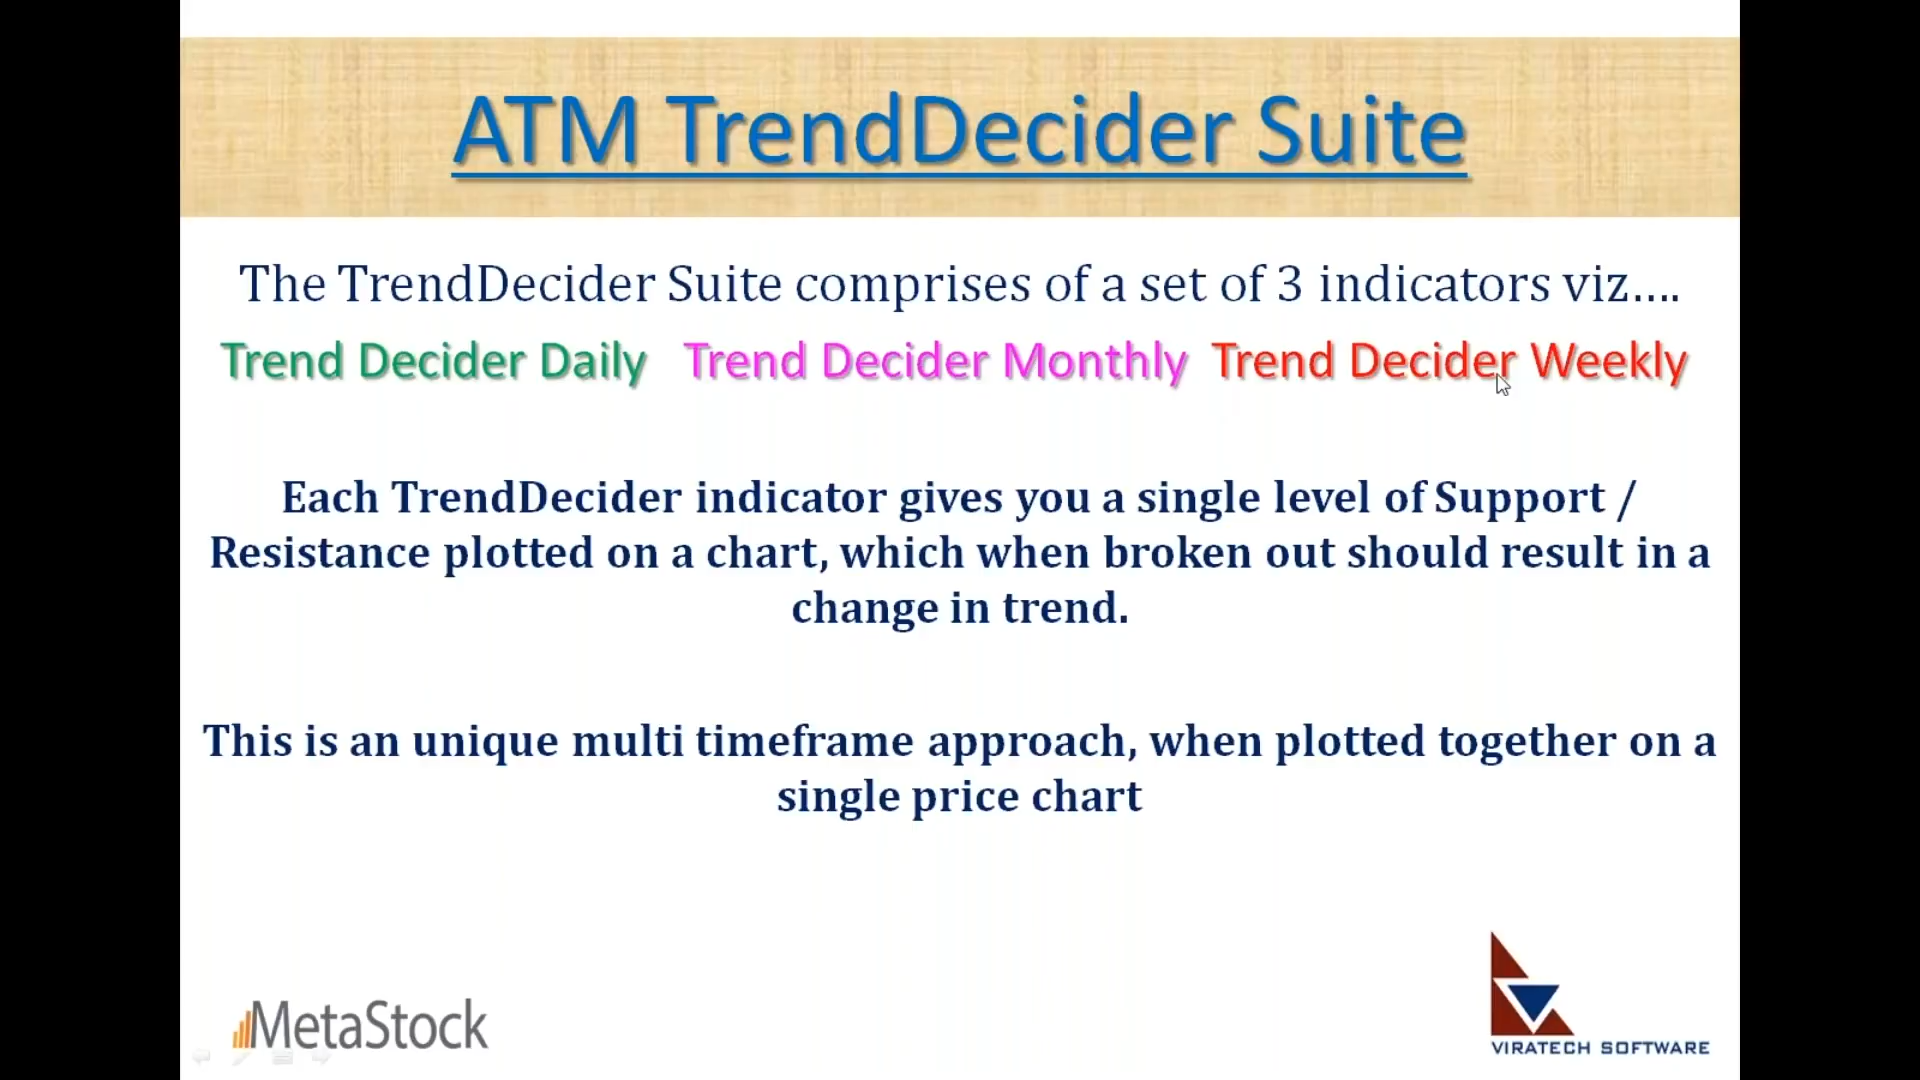 ATM TrendDecider Suite
The TrendDecider Suite comprises of a set of 3 indicators viz....
Trend Decider Daily Trend Decider Monthly Trend Decider Weekly
Each TrendDecider indicator gives you a single level of Support /
Resistance plotted on a chart, which when broken out should result in a
change in trend.
This is an unique multi timeframe approach, when plotted together on a
single price chart
MetaStock
VIRATECH SOFTWARE